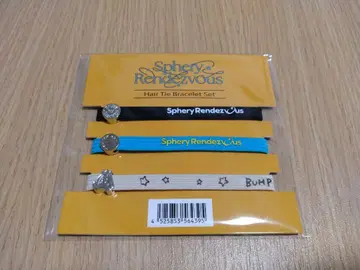 Sphery
Rendezvous
Hair Tie Bracelet Set
Sphery Rendezvous
Sphery Rendezvous
BUMP
4 525853 564395